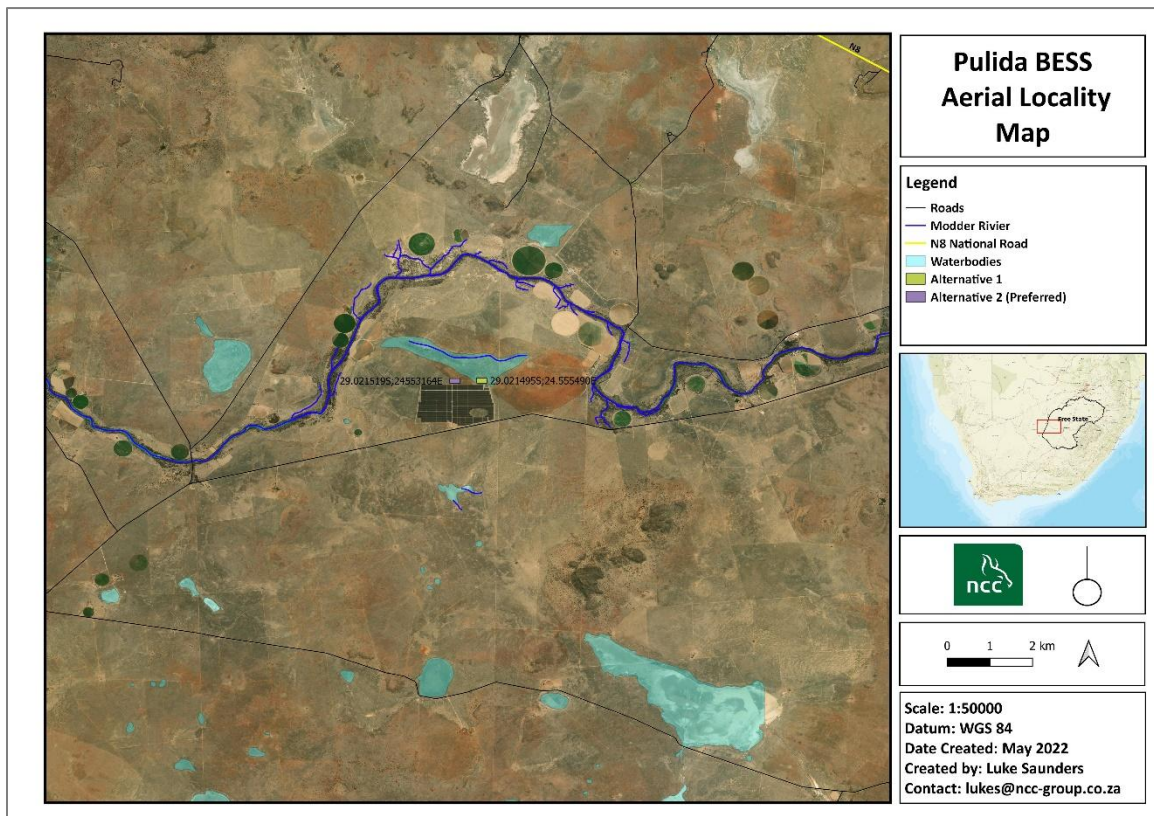 N8
29.021519S;24553164E
29.021495S;24.555490E
Pulida BESS
Aerial Locality
Map
Legend
Roads
Modder Rivier
N8 National Road
Waterbodies
Alternative 1
Alternative 2 (Preferred)
Free State
ncc
0 1 2 km
Scale: 1:50000
Datum: WGS 84
Date Created: May 2022
Created by: Luke Saunders
Contact: lukes@ncc-group.co.za